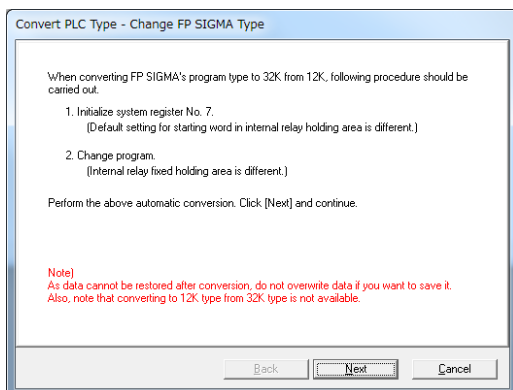 Convert PLC Type - Change FP SIGMA Type
When converting FP SIGMA's program type to 32K from 12K, following procedure should be
carried out.
1. Initialize system register No. 7.
(Default setting for starting word in internal relay holding area is different.)
2. Change program.
(Internal relay fixed holding area is different.)
Perform the above automatic conversion. Click [Next] and continue.
Note)
As data cannot be restored after conversion, do not overwrite data if you want to save it.
Also, note that converting to 12K type from 32K type is not available.
Back Next Cancel